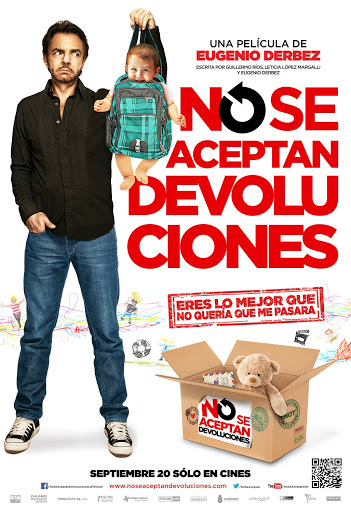 UNA PELÍCULA DE
EUGENIO DERBEZ
ESCRITA POR GUILLERMO RÍOS, LETICIA LÓPEZ MARGALLI
Y EUGENIO DERBEZ
NO SE
ACEPTAN
DEVOLU
CIONES
ERES LO MEJOR QUE
NO QUERÍA QUE ME PASARA
NO SE
ACEPTAN
DEVOLUCIONES
SEPTIEMBRE 20 SÓLO EN CINES
www.noseaceptandevoluciones.com
You Tube